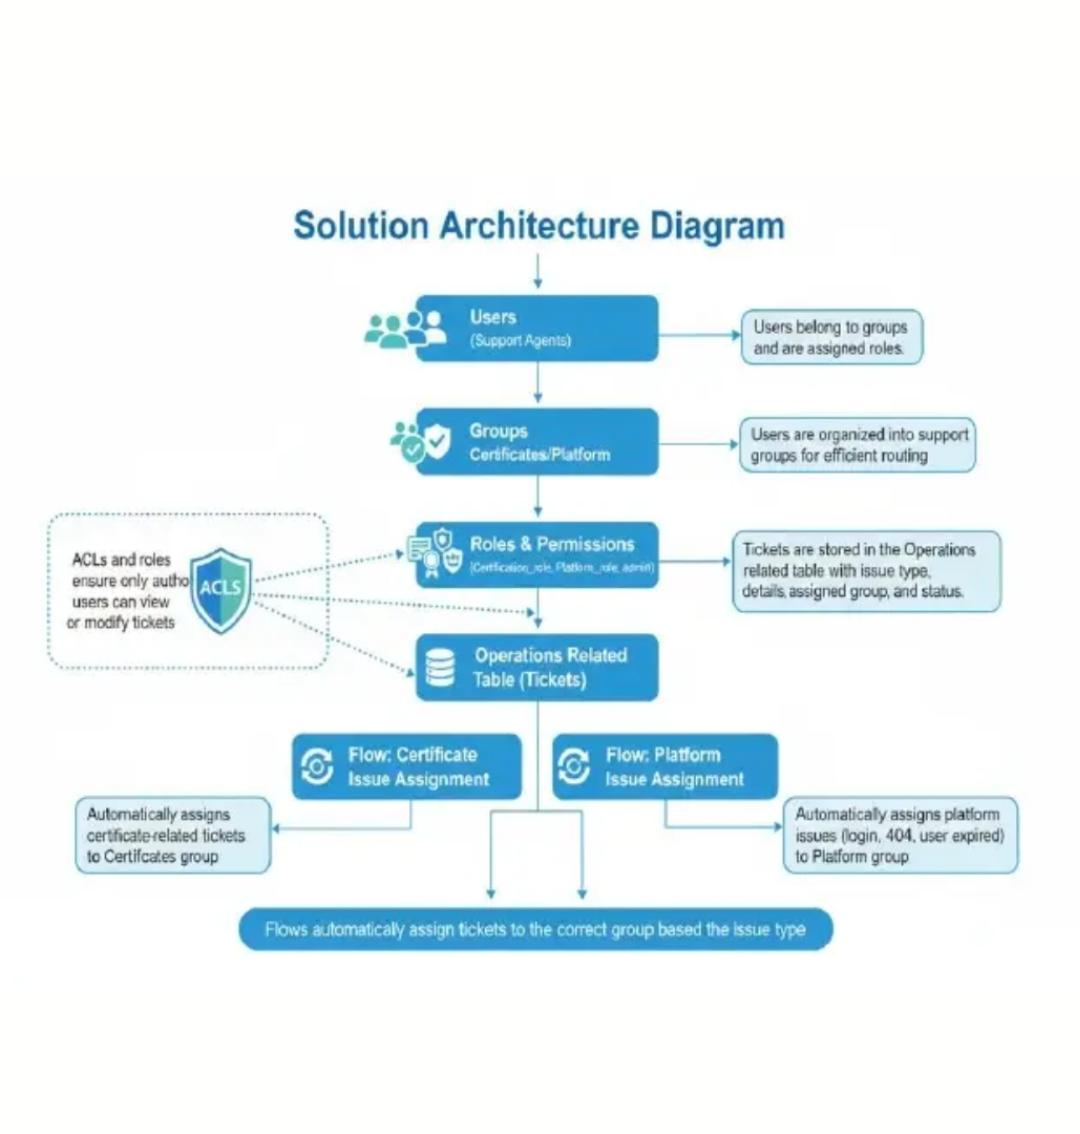 Solution Architecture Diagram
Users
(Support Agents)
Users belong to groups
and are assigned roles.
Groups
Certificates/Platform
Users are organized into support
groups for efficient routing
Roles & Permissions
(Certification_role, Platform_role, admin)
Tickets are stored in the Operations
related table with issue type,
details, assigned group, and status.
ACLs and roles
ensure only autho
users can view
or modify tickets
ACLS
Operations Related
Table (Tickets)
Flow: Certificate
Issue Assignment
Flow: Platform
Issue Assignment
Automatically assigns
certificate-related tickets
to Certifcates group
Automatically assigns platform
issues (login, 404, user expired)
to Platform group
Flows automatically assign tickets to the correct group based the issue type